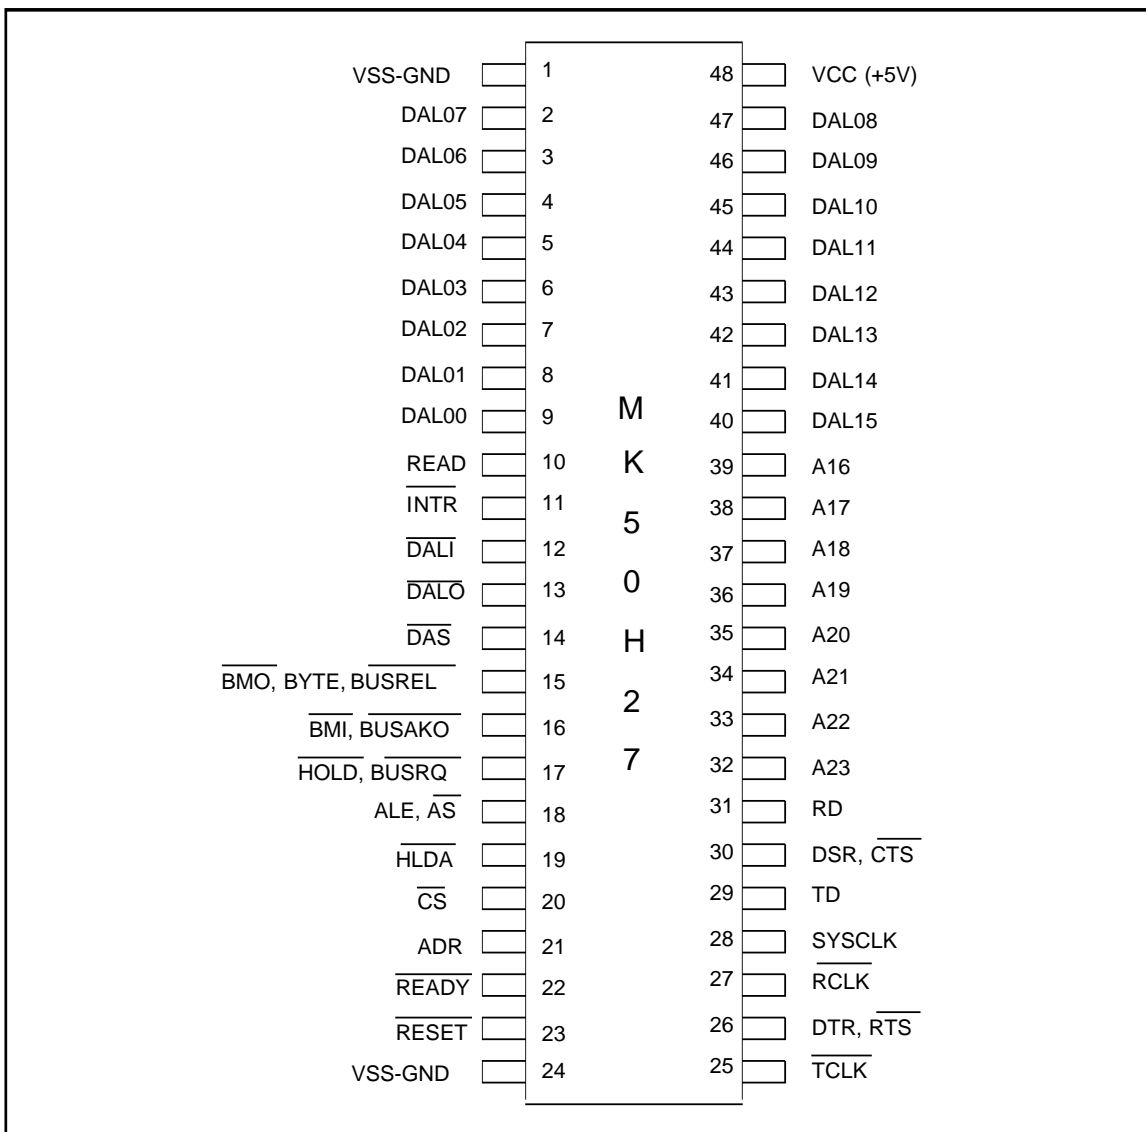 VSS-GND 1 48 VCC (+5V)
DAL07 2 47 DAL08
DAL06 3 46 DAL09
DAL05 4 45 DAL10
DAL04 5 44 DAL11
DAL03 6 43 DAL12
DAL02 7 42 DAL13
DAL01 8 41 DAL14
DAL00 9 40 DAL15
READ 10 39 A16
INTR 11 38 A17
DALI 12 37 A18
DALO 13 36 A19
DAS 14 35 A20
BMO, BYTE, BUSREL 15 34 A21
BMI, BUSAKO 16 33 A22
HOLD, BUSRQ 17 32 A23
ALE, AS 18 31 RD
HLDA 19 30 DSR, CTS
CS 20 29 TD
ADR 21 28 SYSCLK
READY 22 27 RCLK
RESET 23 26 DTR, RTS
VSS-GND 24 25 TCLK
M
K
5
0
H
2
7